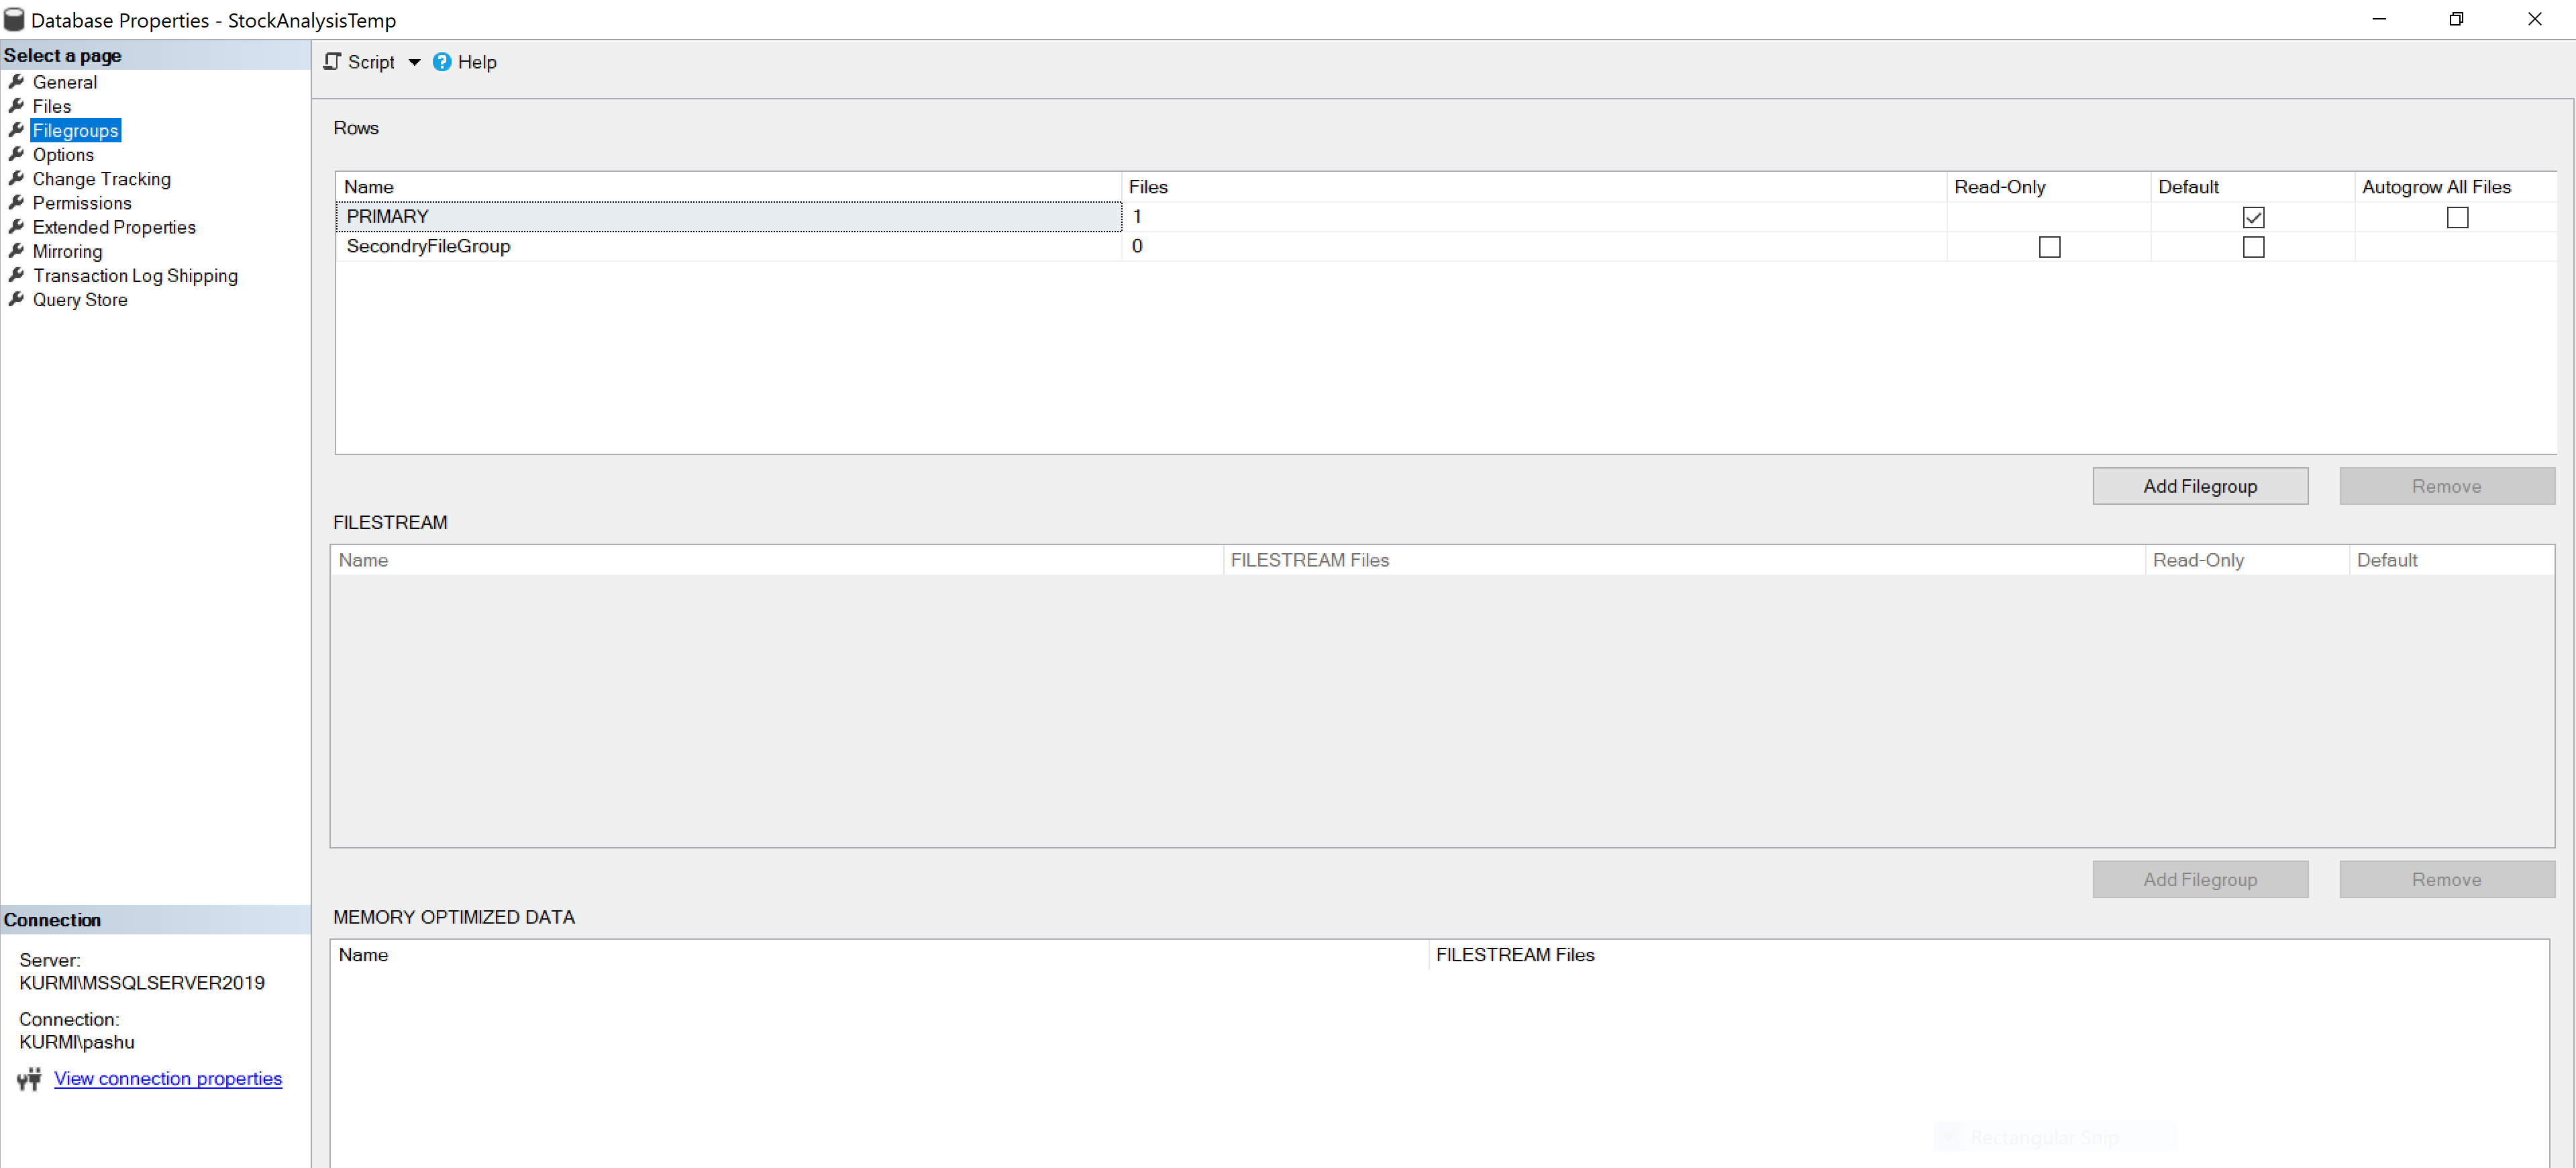 Database Properties - StockAnalysisTemp
Select a page
General
Files
Filegroups
Options
Change Tracking
Permissions
Extended Properties
Mirroring
Transaction Log Shipping
Query Store
Connection
Server:
KURMI\MSSQLSERVER2019
Connection:
KURMI\pashu
View connection properties
Script ? Help
Rows
Name Files Read-Only Default Autogrow All Files
PRIMARY 1
SecondryFileGroup 0
Add Filegroup Remove
FILESTREAM
Name FILESTREAM Files Read-Only Default
Add Filegroup Remove
MEMORY OPTIMIZED DATA
Name FILESTREAM Files
Rectangular Snip